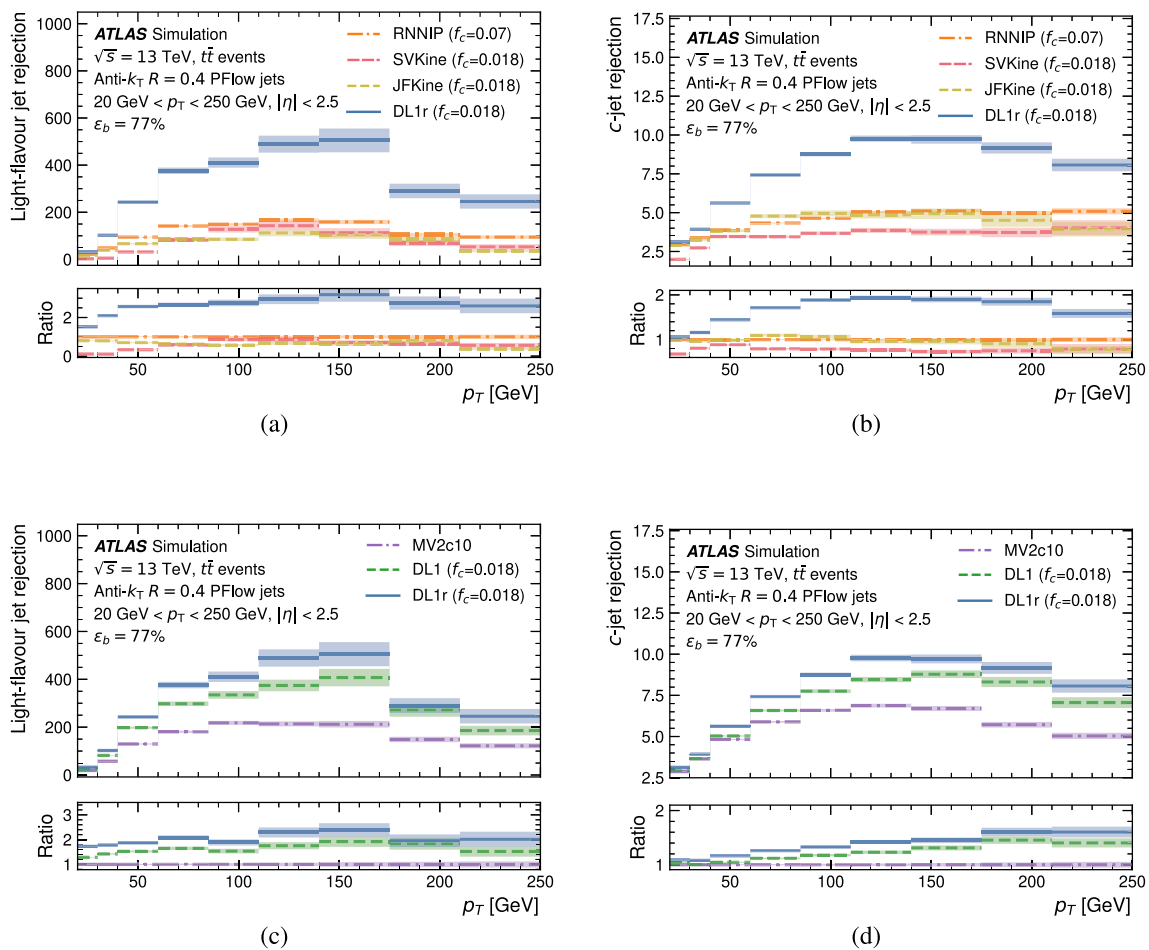 1000
800
600
400
200
0
Light-flavour jet rejection
ATLAS Simulation
√s = 13 TeV, tt̄ events
Anti-kT R = 0.4 PFlow jets
20 GeV < pT < 250 GeV, |η| < 2.5
εb = 77%
RNNIP (fc=0.07)
SVKine (fc=0.018)
JFKine (fc=0.018)
DL1r (fc=0.018)
2
0
Ratio
50 100 150 200 250
pT [GeV]
(a)
17.5
15.0
12.5
10.0
7.5
5.0
2.5
c-jet rejection
ATLAS Simulation
√s = 13 TeV, tt̄ events
Anti-kT R = 0.4 PFlow jets
20 GeV < pT < 250 GeV, |η| < 2.5
εb = 77%
RNNIP (fc=0.07)
SVKine (fc=0.018)
JFKine (fc=0.018)
DL1r (fc=0.018)
2
1
Ratio
50 100 150 200 250
pT [GeV]
(b)
1000
800
600
400
200
0
Light-flavour jet rejection
ATLAS Simulation
√s = 13 TeV, tt̄ events
Anti-kT R = 0.4 PFlow jets
20 GeV < pT < 250 GeV, |η| < 2.5
εb = 77%
MV2c10
DL1 (fc=0.018)
DL1r (fc=0.018)
3
2
1
Ratio
50 100 150 200 250
pT [GeV]
(c)
17.5
15.0
12.5
10.0
7.5
5.0
2.5
c-jet rejection
ATLAS Simulation
√s = 13 TeV, tt̄ events
Anti-kT R = 0.4 PFlow jets
20 GeV < pT < 250 GeV, |η| < 2.5
εb = 77%
MV2c10
DL1 (fc=0.018)
DL1r (fc=0.018)
2
1
Ratio
50 100 150 200 250
pT [GeV]
(d)